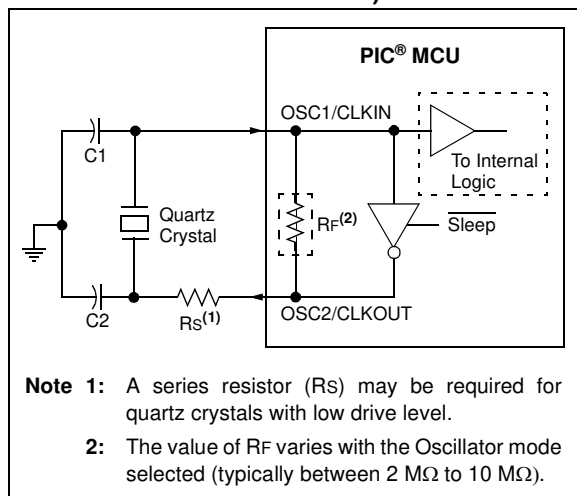 PIC® MCU
OSC1/CLKIN
C1
To Internal
Logic
Quartz
Crystal
RF(2)
Sleep
C2
RS(1)
OSC2/CLKOUT
Note 1: A series resistor (RS) may be required for
quartz crystals with low drive level.
2: The value of RF varies with the Oscillator mode
selected (typically between 2 MΩ to 10 MΩ).